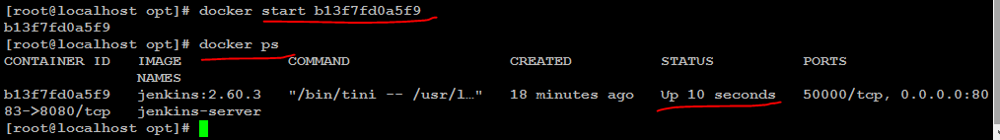 [root@localhost opt]# docker start b13f7fd0a5f9
b13f7fd0a5f9
[root@localhost opt]# docker ps
CONTAINER ID   IMAGE            COMMAND                  CREATED          STATUS          PORTS
               NAMES
b13f7fd0a5f9   jenkins:2.60.3   "/bin/tini -- /usr/l…"   18 minutes ago   Up 10 seconds   50000/tcp, 0.0.0.0:80
83->8080/tcp   jenkins-server
[root@localhost opt]#